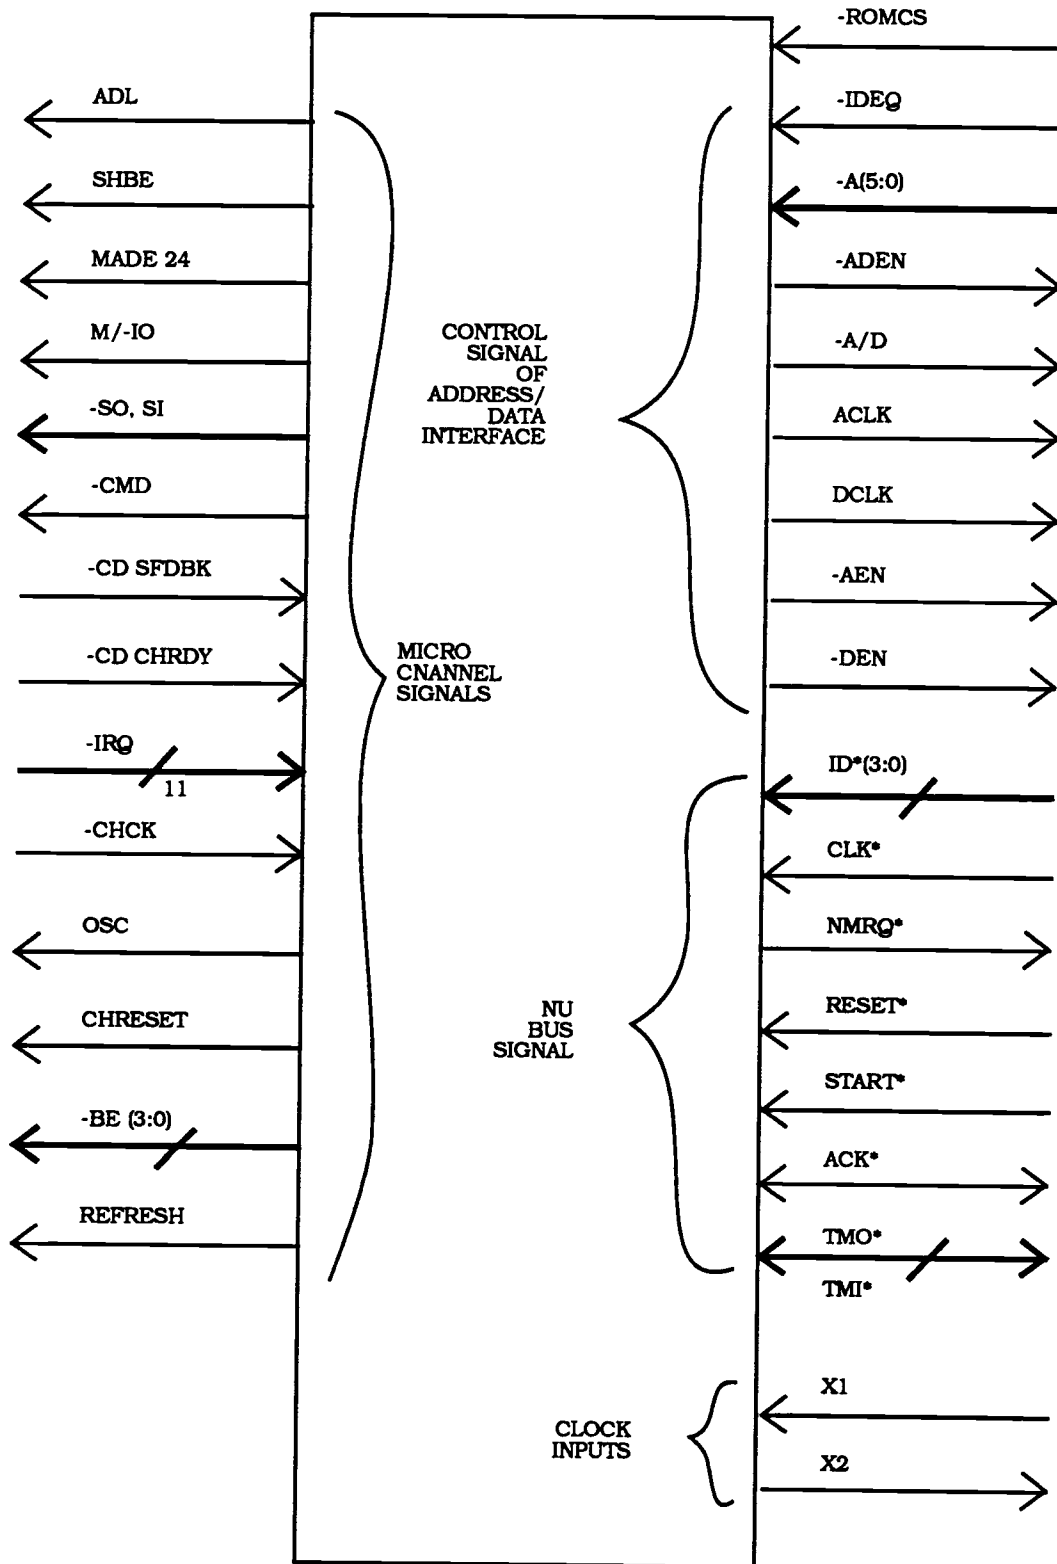 ADL
SHBE
MADE 24
M/-IO
-SO, SI
-CMD
-CD SFDBK
-CD CHRDY
-IRQ
11
-CHCK
OSC
CHRESET
-BE (3:0)
REFRESH
MICRO
CNANNEL
SIGNALS
CONTROL
SIGNAL
OF
ADDRESS/
DATA
INTERFACE
NU
BUS
SIGNAL
CLOCK
INPUTS
-ROMCS
-IDEQ
-A(5:0)
-ADEN
-A/D
ACLK
DCLK
-AEN
-DEN
ID*(3:0)
CLK*
NMRQ*
RESET*
START*
ACK*
TMO*
TMI*
X1
X2